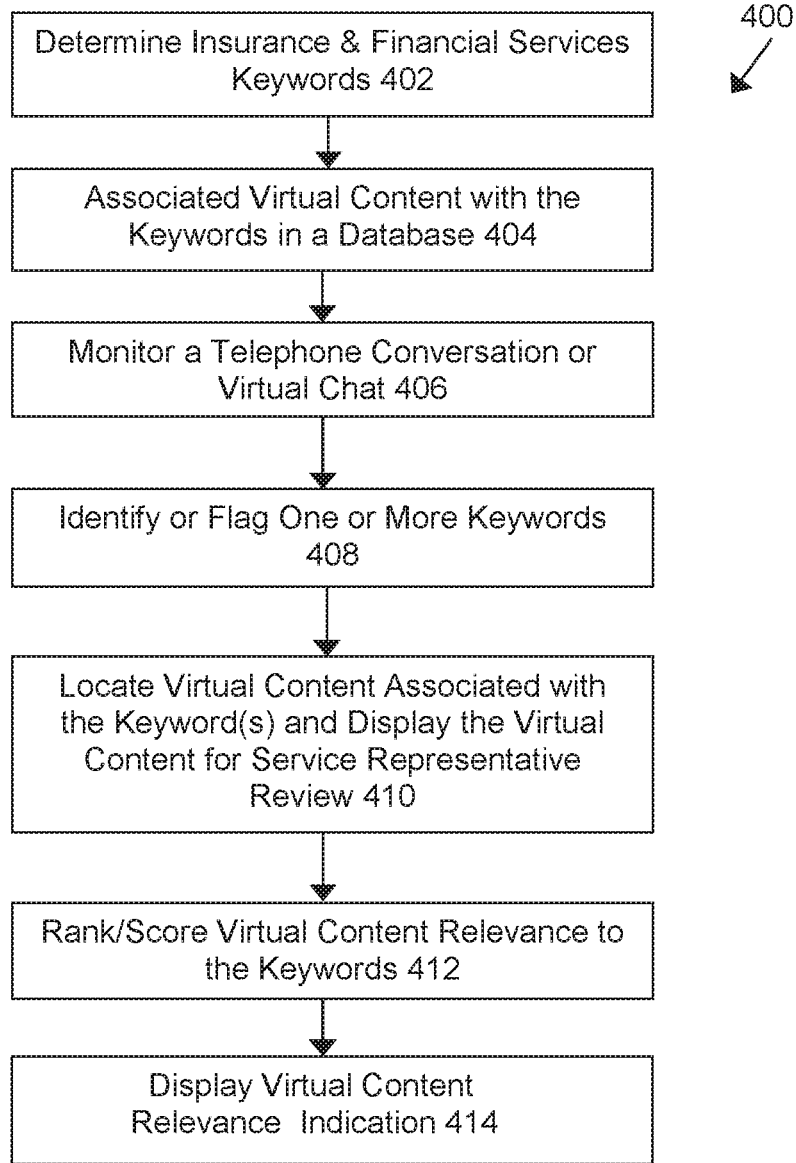 400
Determine Insurance & Financial Services
Keywords 402
Associated Virtual Content with the
Keywords in a Database 404
Monitor a Telephone Conversation or
Virtual Chat 406
Identify or Flag One or More Keywords
408
Locate Virtual Content Associated with
the Keyword(s) and Display the Virtual
Content for Service Representative
Review 410
Rank/Score Virtual Content Relevance to
the Keywords 412
Display Virtual Content
Relevance Indication 414